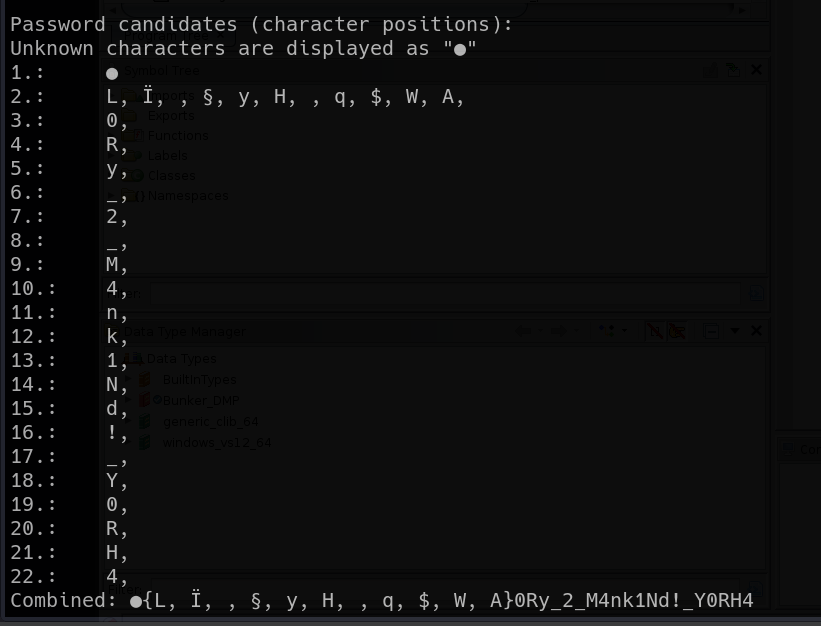 Password candidates (character positions):
Unknown characters are displayed as "●"
1.: ●
Symbol Tree
2.: L, Ï, , §, y, H, , q, $, W, A,
Imports
3.: 0,
Exports
4.: R,
Functions
Labels
5.: y,
Classes
6.: _,
Namespaces
7.: 2,
8.: _,
9.: M,
10.: 4,
11.: n,
12.: k,
Data Type Manager
13.: 1,
Data Types
14.: N,
BuiltInTypes
15.: d,
Bunker_DMP
16.: !,
generic_clib_64
17.: _,
windows_vs12_64
18.: Y,
19.: 0,
20.: R,
21.: H,
22.: 4,
Combined: ●{L, Ï, , §, y, H, , q, $, W, A}0Ry_2_M4nk1Nd!_Y0RH4